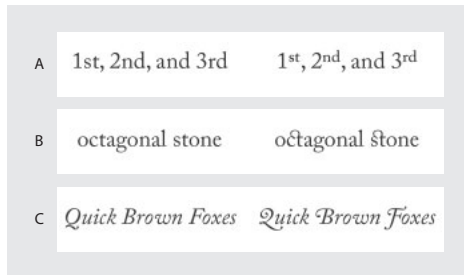 A 1st, 2nd, and 3rd 1st, 2nd, and 3rd
B octagonal stone octagonal stone
C Quick Brown Foxes Quick Brown Foxes